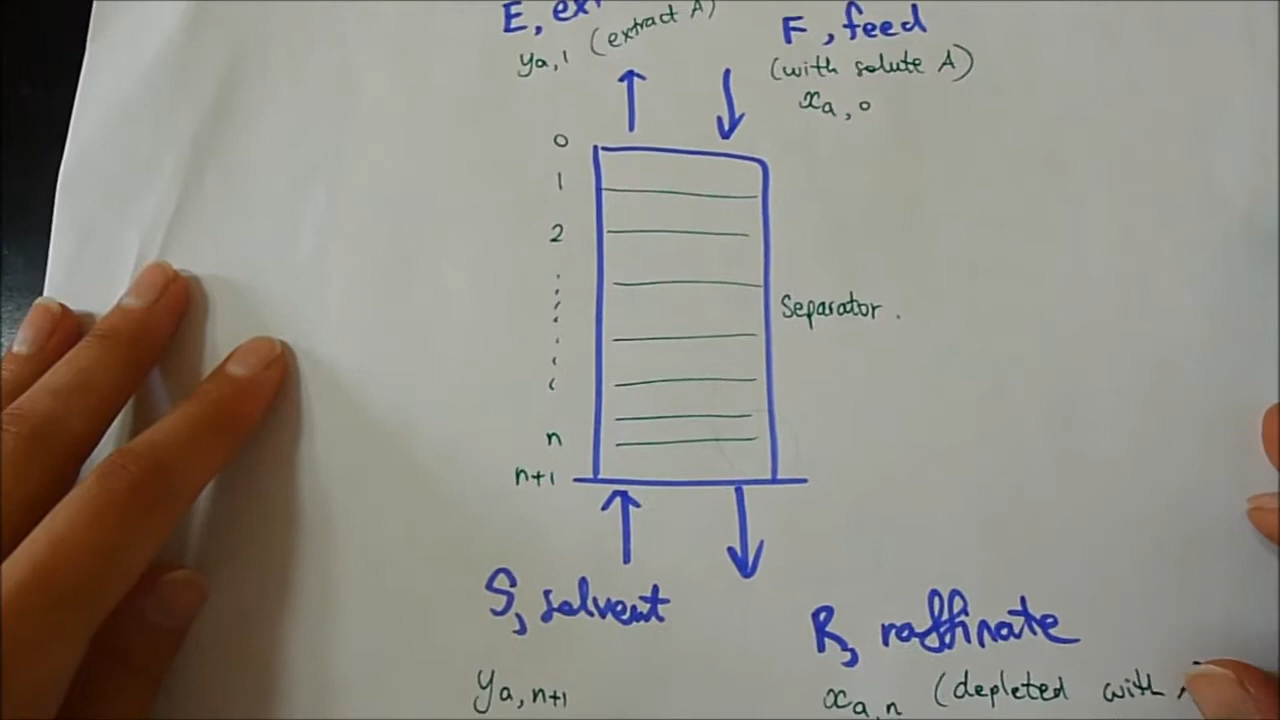 E,
F, feed
ya,1 (extract A)
(with solute A)
xa,0
0
1
2
Separator.
n
n+1
S, solvent
R, raffinate
ya, n+1
xa,n (depleted with